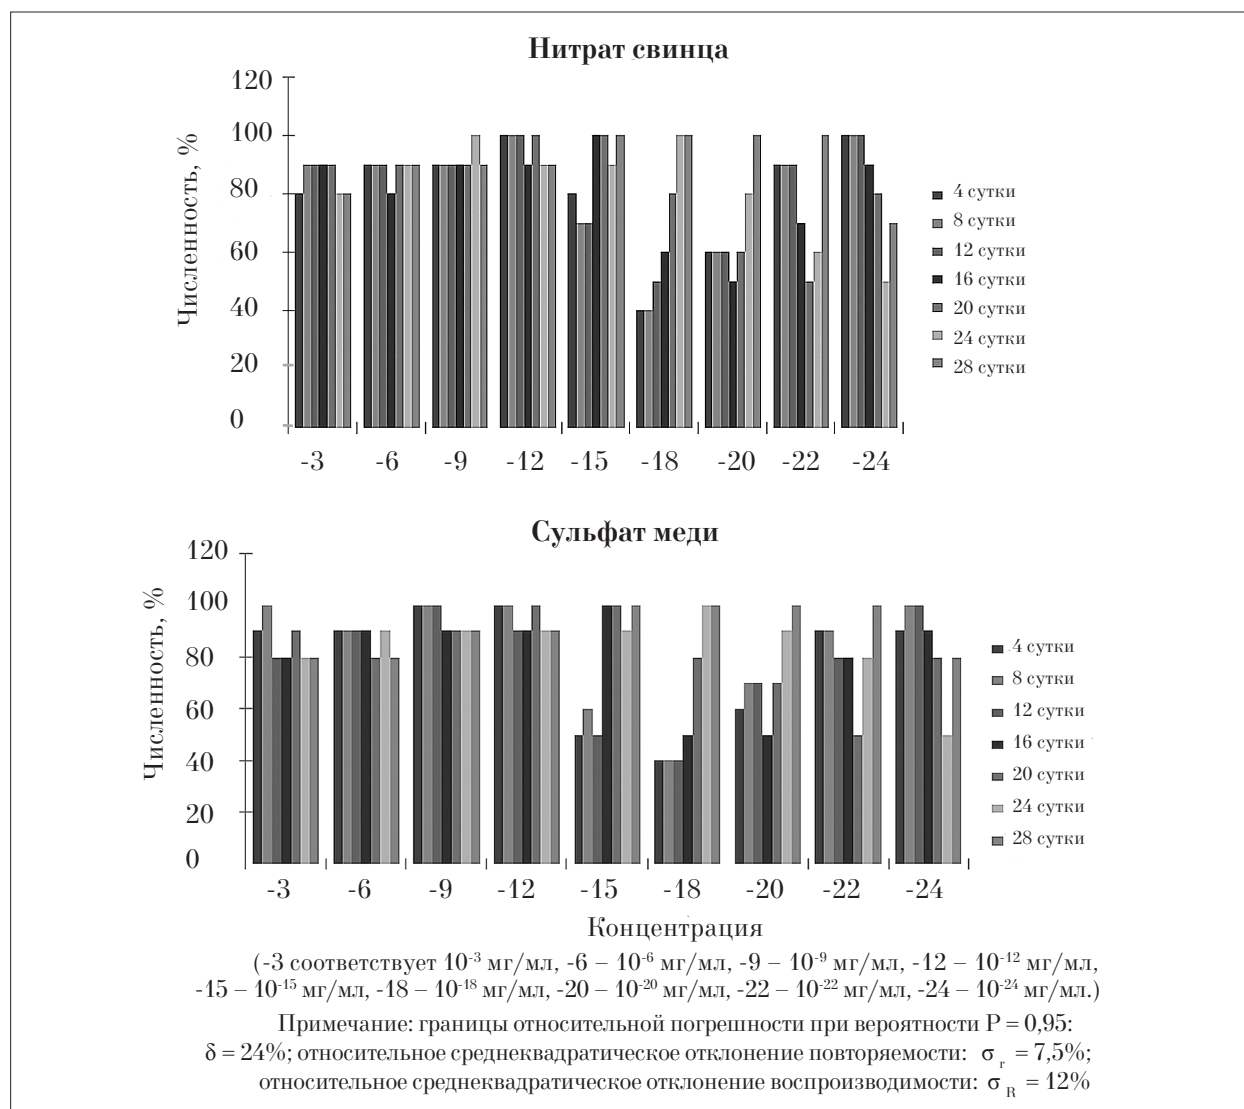 Нитрат свинца
Численность, %
120
100
80
60
40
20
0
-3 -6 -9 -12 -15 -18 -20 -22 -24
4 сутки
8 сутки
12 сутки
16 сутки
20 сутки
24 сутки
28 сутки
Сульфат меди
Численность, %
120
100
80
60
40
20
0
-3 -6 -9 -12 -15 -18 -20 -22 -24
4 сутки
8 сутки
12 сутки
16 сутки
20 сутки
24 сутки
28 сутки
Концентрация
(-3 соответствует 10⁻³ мг/мл, -6 – 10⁻⁶ мг/мл, -9 – 10⁻⁹ мг/мл, -12 – 10⁻¹² мг/мл,
-15 – 10⁻¹⁵ мг/мл, -18 – 10⁻¹⁸ мг/мл, -20 – 10⁻²⁰ мг/мл, -22 – 10⁻²² мг/мл, -24 – 10⁻²⁴ мг/мл.)
Примечание: границы относительной погрешности при вероятности P = 0,95:
δ = 24%; относительное среднеквадратическое отклонение повторяемости: σ_r = 7,5%;
относительное среднеквадратическое отклонение воспроизводимости: σ_R = 12%